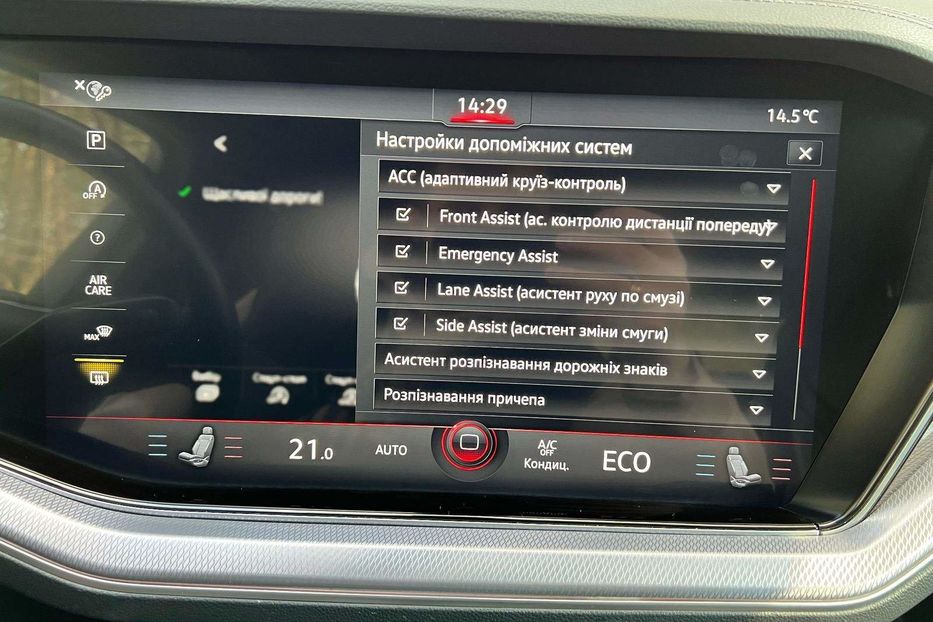 14:29
14.5°C
Настройки допоміжних систем
ACC (адаптивний круїз-контроль)
Front Assist (ас. контролю дистанції попереду)
Emergency Assist
Lane Assist (асистент руху по смузі)
Side Assist (асистент зміни смуги)
Асистент розпізнавання дорожніх знаків
Розпізнавання причепа
Щасливої дороги!
P
A
OFF
?
AIR
CARE
MAX
21.0
AUTO
A/C
OFF
Кондиц.
ECO